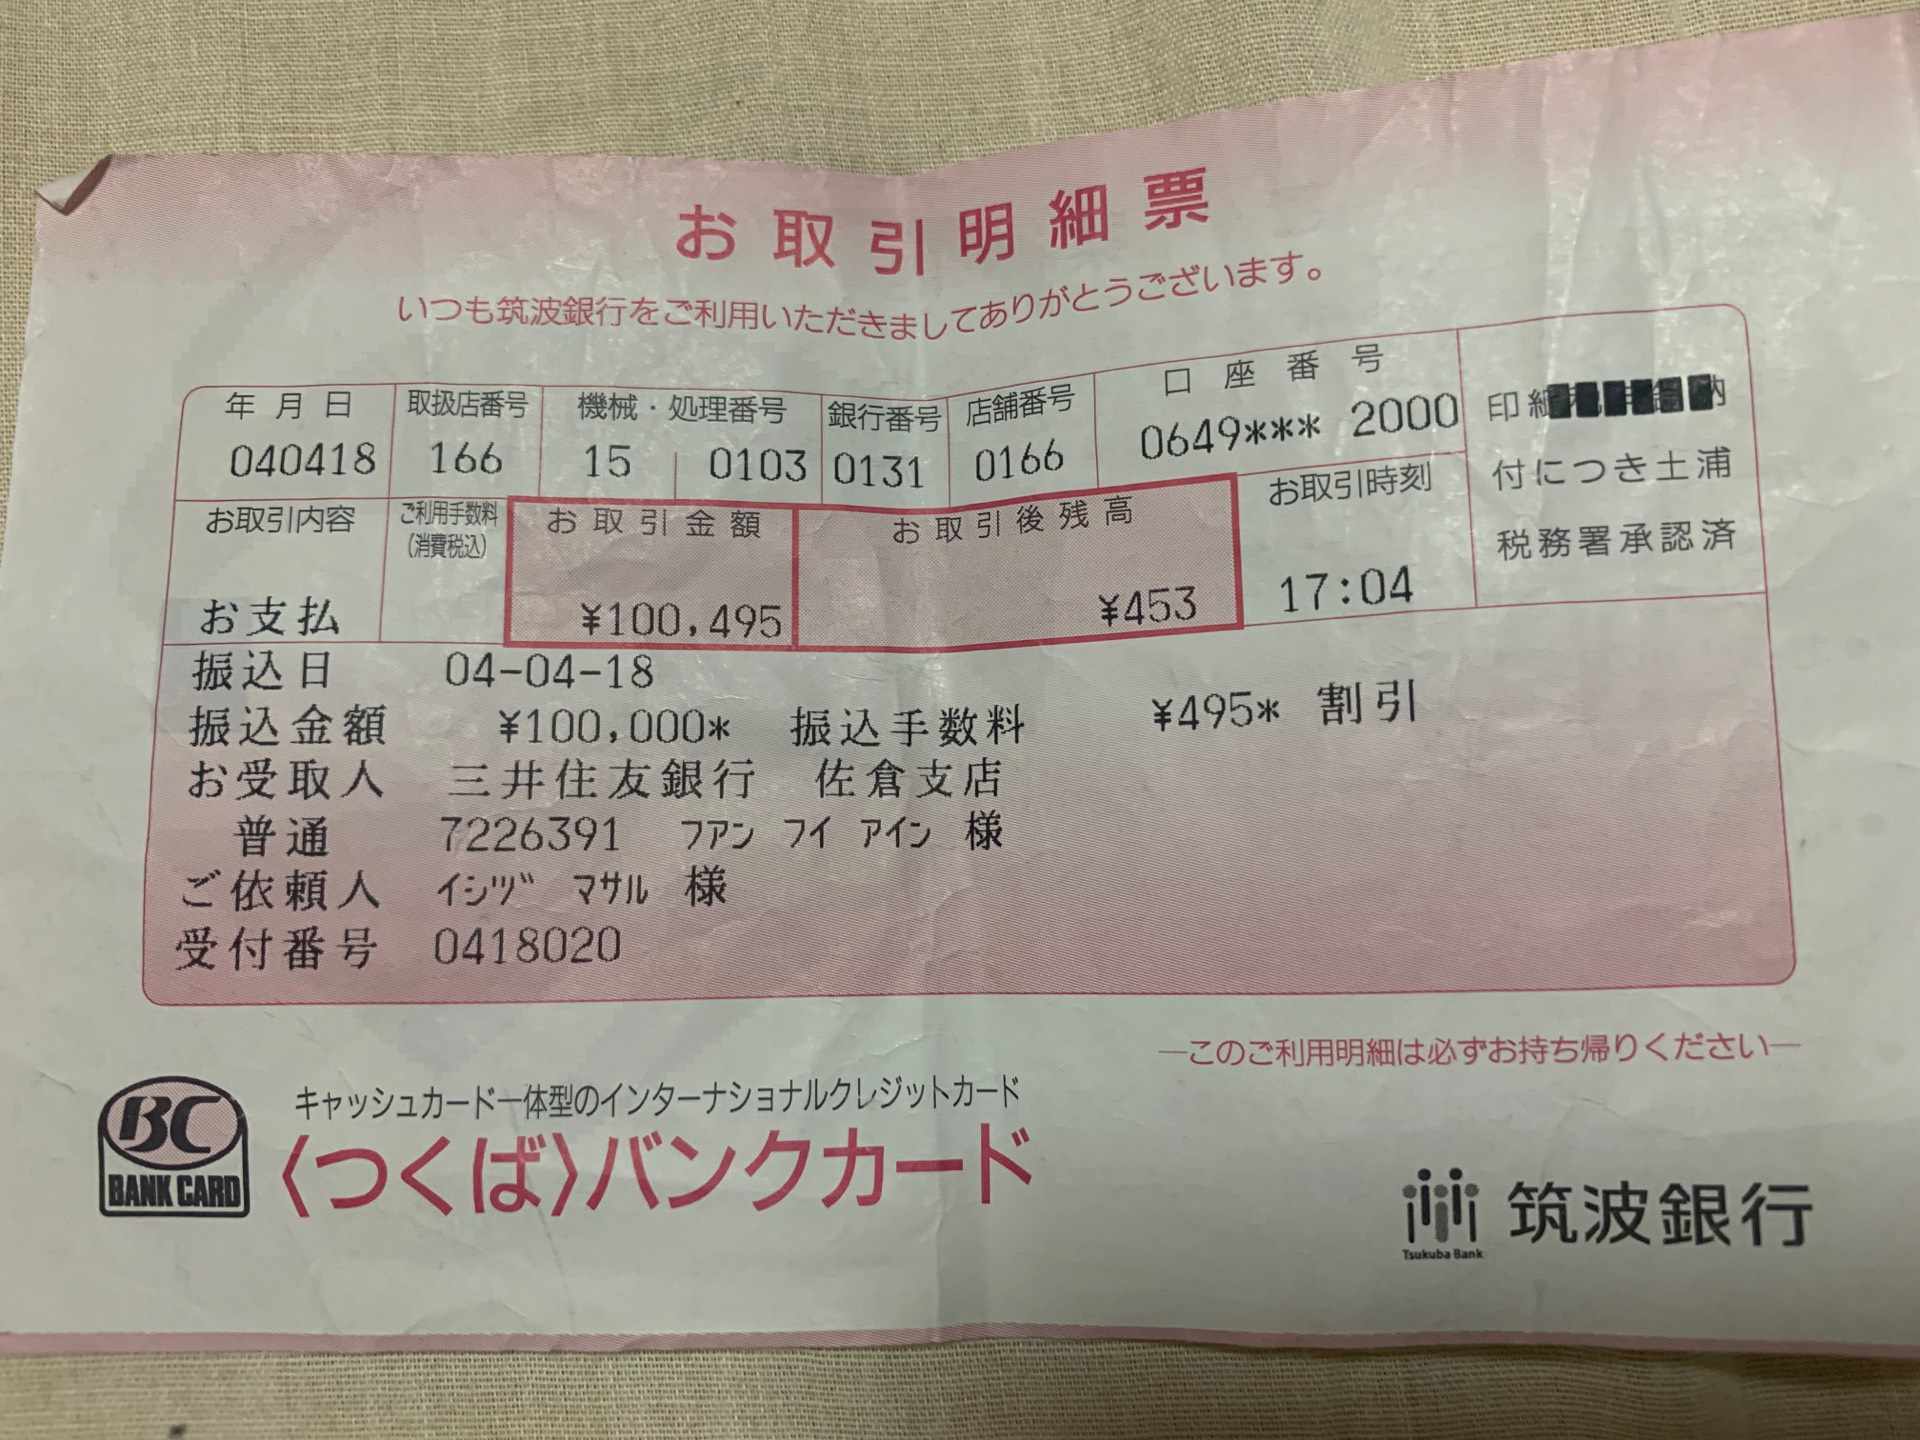 お取引明細票
いつも筑波銀行をご利用いただきましてありがとうございます。
年月日 取扱店番号 機械・処理番号 銀行番号 店舗番号 口座番号
040418 166 15 0103 0131 0166 0649*** 2000
印紙
付につき土浦
税務署承認済
お取引内容 ご利用手数料 お取引金額 お取引後残高 お取引時刻
(消費税込)
お支払 ¥100,495 ¥453 17:04
振込日 04-04-18
振込金額 ¥100,000* 振込手数料 ¥495* 割引
お受取人 三井住友銀行 佐倉支店
普通 7226391 フアン フイ アイン 様
ご依頼人 イシヅ マサル 様
受付番号 0418020
―このご利用明細は必ずお持ち帰りください―
BC
BANK CARD
キャッシュカード一体型のインターナショナルクレジットカード
〈つくば〉バンクカード
Tsukuba Bank
筑波銀行